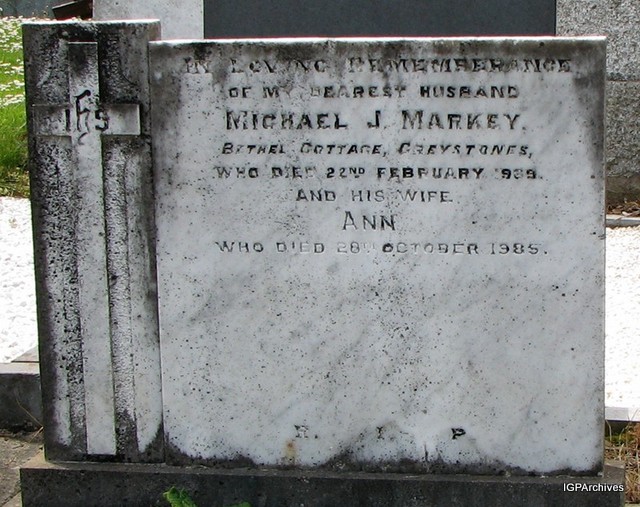 IHS
IN LOVING REMEMBERANCE
OF MY DEAREST HUSBAND
MICHAEL J. MARKEY.
BETHEL COTTAGE, GREYSTONES,
WHO DIED 22ND FEBRUARY 1939.
AND HIS WIFE
ANN
WHO DIED 28TH OCTOBER 1985.
R. I. P
IGPArchives